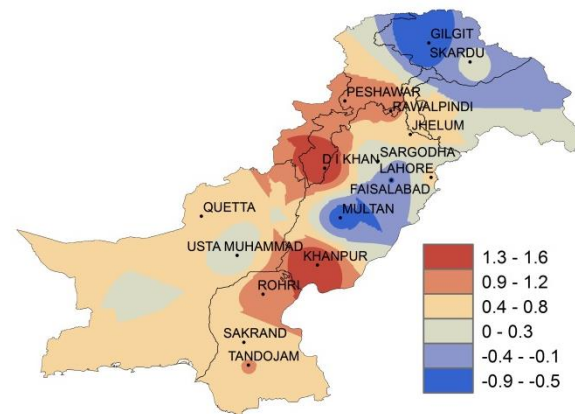 GILGIT
SKARDU
PESHAWAR
RAWALPINDI
JHELUM
D I KHAN
SARGODHA
LAHORE
FAISALABAD
QUETTA
MULTAN
USTA MUHAMMAD
KHANPUR
ROHRI
SAKRAND
TANDOJAM
1.3 - 1.6
0.9 - 1.2
0.4 - 0.8
0 - 0.3
-0.4 - -0.1
-0.9 - -0.5